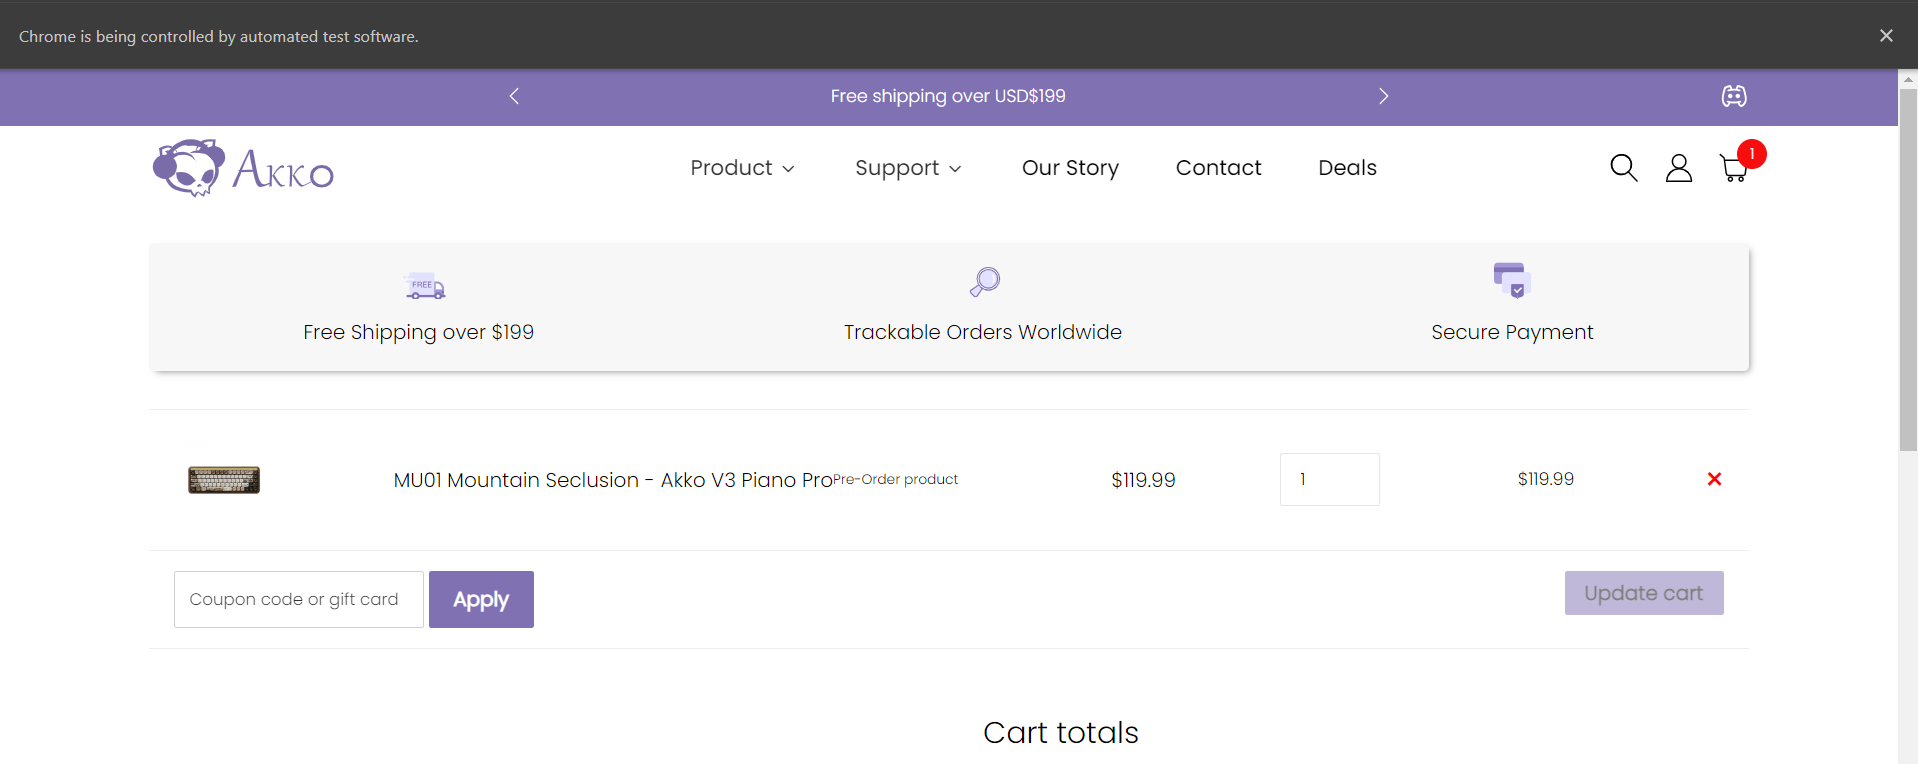 Chrome is being controlled by automated test software.
Free shipping over USD$199
AKKO
Product
Support
Our Story
Contact
Deals
1
FREE
Free Shipping over $199
Trackable Orders Worldwide
Secure Payment
MU01 Mountain Seclusion - Akko V3 Piano ProPre-Order product
$119.99
1
$119.99
Coupon code or gift card
Apply
Update cart
Cart totals